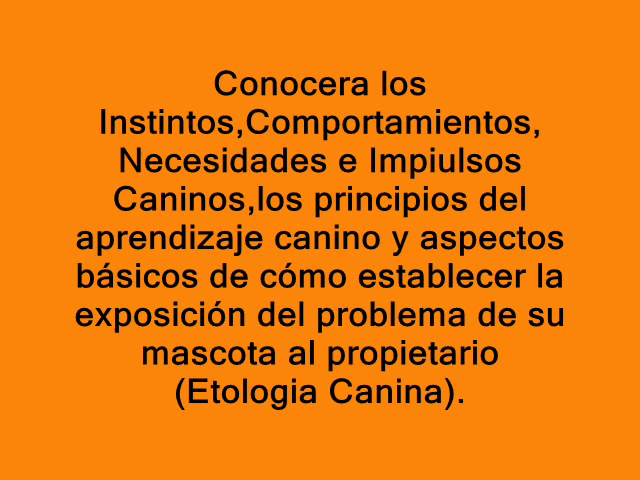 Conocera los
Instintos,Comportamientos,
Necesidades e Impiulsos
Caninos,los principios del
aprendizaje canino y aspectos
básicos de cómo establecer la
exposición del problema de su
mascota al propietario
(Etologia Canina).